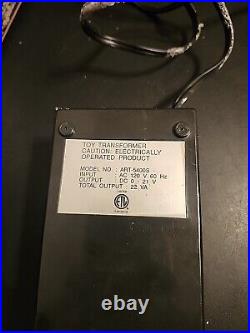 TOY TRANSFORMER
CAUTION: ELECTRICALLY
OPERATED PRODUCT
MODEL NO : ART-5400S
INPUT : AC 120 V 60 Hz
OUTPUT : DC 0 - 21 V
TOTAL OUTPUT : 22 VA